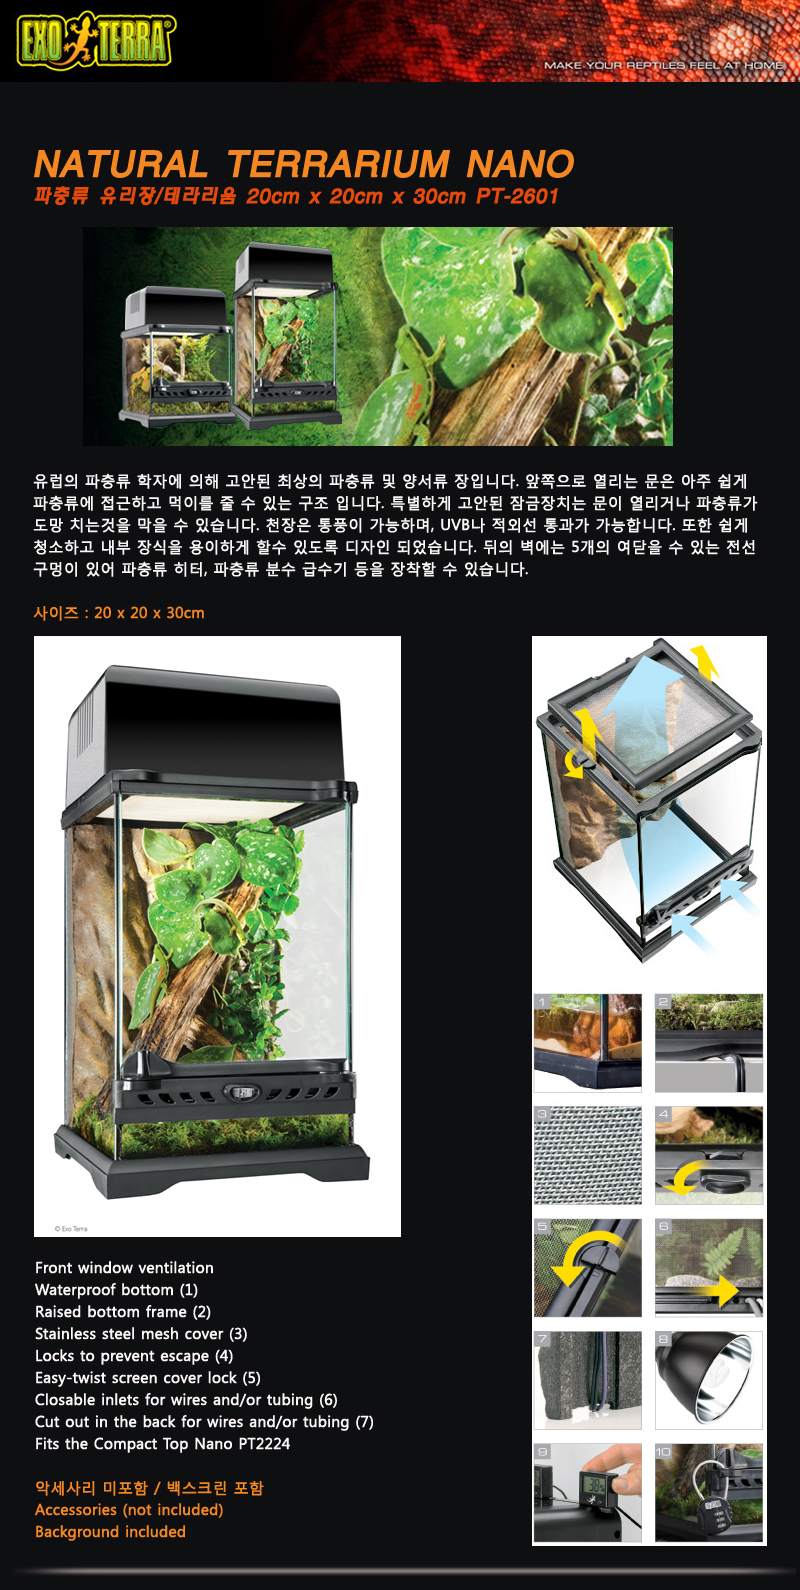 EXO TERRA®
MAKE YOUR REPTILES FEEL AT HOME
NATURAL TERRARIUM NANO
파충류 유리장/테라리움 20cm x 20cm x 30cm PT-2601
유럽의 파충류 학자에 의해 고안된 최상의 파충류 및 양서류 장입니다. 앞쪽으로 열리는 문은 아주 쉽게
파충류에 접근하고 먹이를 줄 수 있는 구조 입니다. 특별하게 고안된 잠금장치는 문이 열리거나 파충류가
도망 치는것을 막을 수 있습니다. 천장은 통풍이 가능하며, UVB나 적외선 통과가 가능합니다. 또한 쉽게
청소하고 내부 장식을 용이하게 할수 있도록 디자인 되었습니다. 뒤의 벽에는 5개의 여닫을 수 있는 전선
구멍이 있어 파충류 히터, 파충류 분수 급수기 등을 장착할 수 있습니다.
사이즈 : 20 x 20 x 30cm
© Exo Terra
1
2
3
4
5
6
7
8
9
10
Front window ventilation
Waterproof bottom (1)
Raised bottom frame (2)
Stainless steel mesh cover (3)
Locks to prevent escape (4)
Easy-twist screen cover lock (5)
Closable inlets for wires and/or tubing (6)
Cut out in the back for wires and/or tubing (7)
Fits the Compact Top Nano PT2224
악세사리 미포함 / 백스크린 포함
Accessories (not included)
Background included